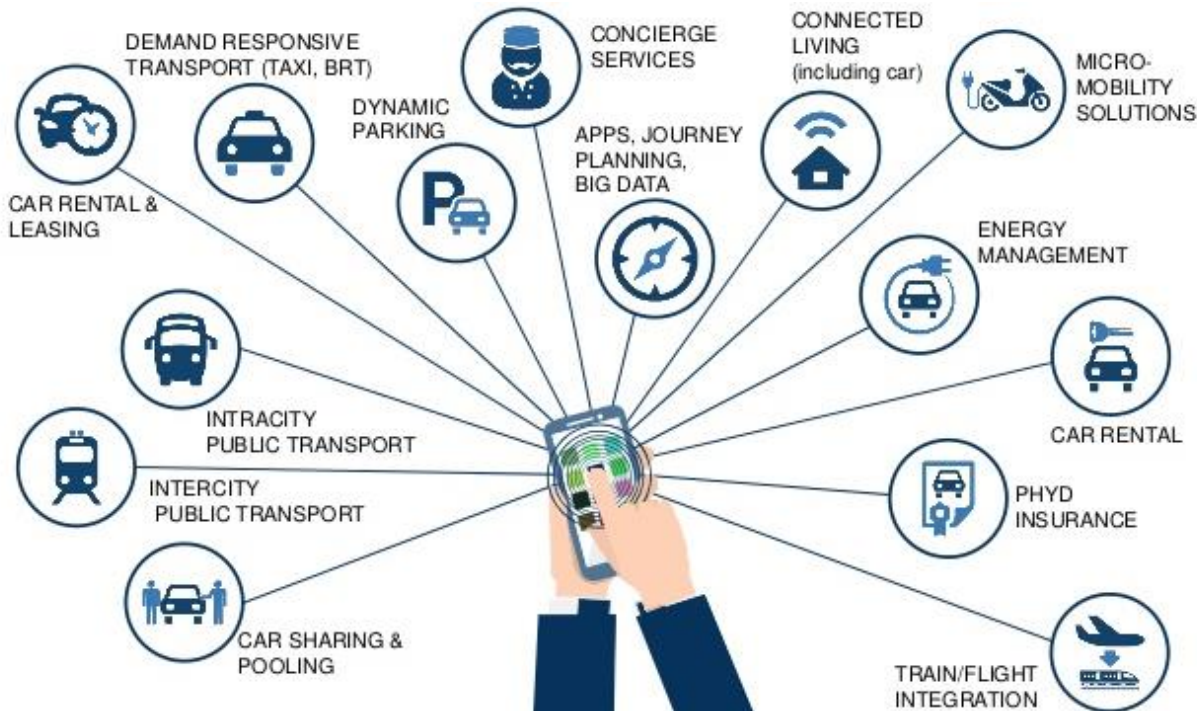 DEMAND RESPONSIVE
TRANSPORT (TAXI, BRT)
CONCIERGE
SERVICES
CONNECTED
LIVING
(including car)
MICRO-
MOBILITY
SOLUTIONS
DYNAMIC
PARKING
APPS, JOURNEY
PLANNING,
BIG DATA
CAR RENTAL &
LEASING
P
ENERGY
MANAGEMENT
INTRACITY
PUBLIC TRANSPORT
CAR RENTAL
INTERCITY
PUBLIC TRANSPORT
PHYD
INSURANCE
CAR SHARING &
POOLING
TRAIN/FLIGHT
INTEGRATION